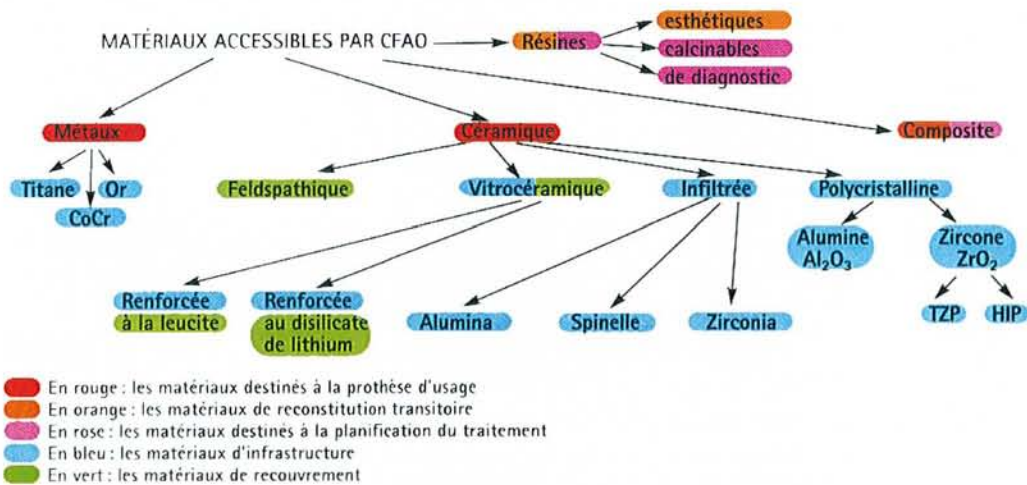 MATÉRIAUX ACCESSIBLES PAR CFAO
Résines
esthétiques
calcinables
de diagnostic
Métaux
Céramique
Composite
Titane
Or
CoCr
Feldspathique
Vitrocéramique
Infiltrée
Polycristalline
Alumine
Al₂O₃
Zircone
ZrO₂
Renforcée
à la leucite
Renforcée
au disilicate
de lithium
Alumina
Spinelle
Zirconia
TZP
HIP
En rouge : les matériaux destinés à la prothèse d'usage
En orange : les matériaux de reconstitution transitoire
En rose : les matériaux destinés à la planification du traitement
En bleu : les matériaux d'infrastructure
En vert : les matériaux de recouvrement